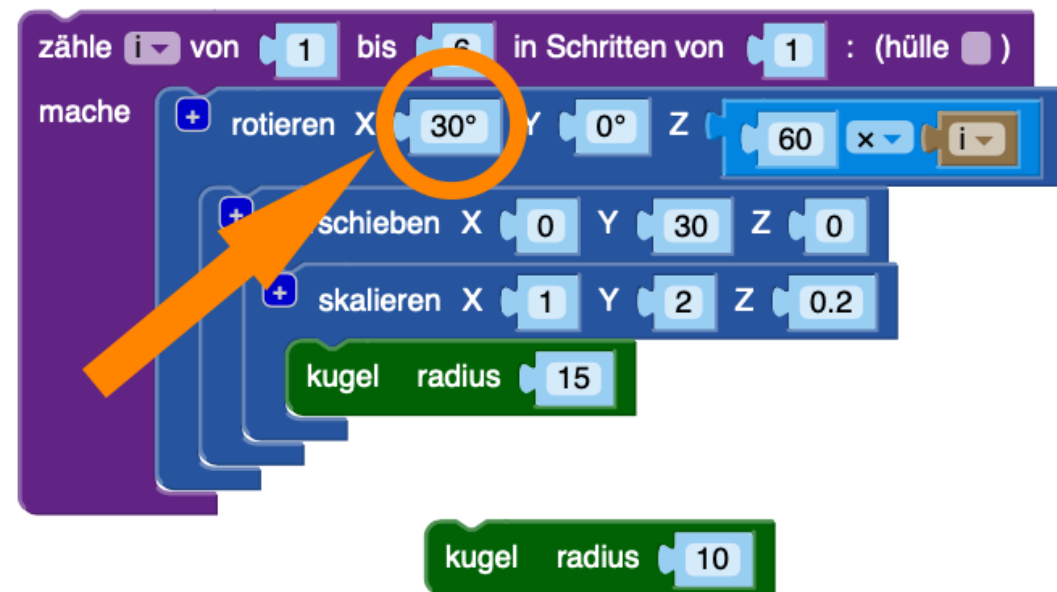 zähle i von 1 bis 6 in Schritten von 1 : (hülle )
mache
+ rotieren X 30° Y 0° Z 60 × i
+ schieben X 0 Y 30 Z 0
+ skalieren X 1 Y 2 Z 0.2
kugel radius 15
kugel radius 10